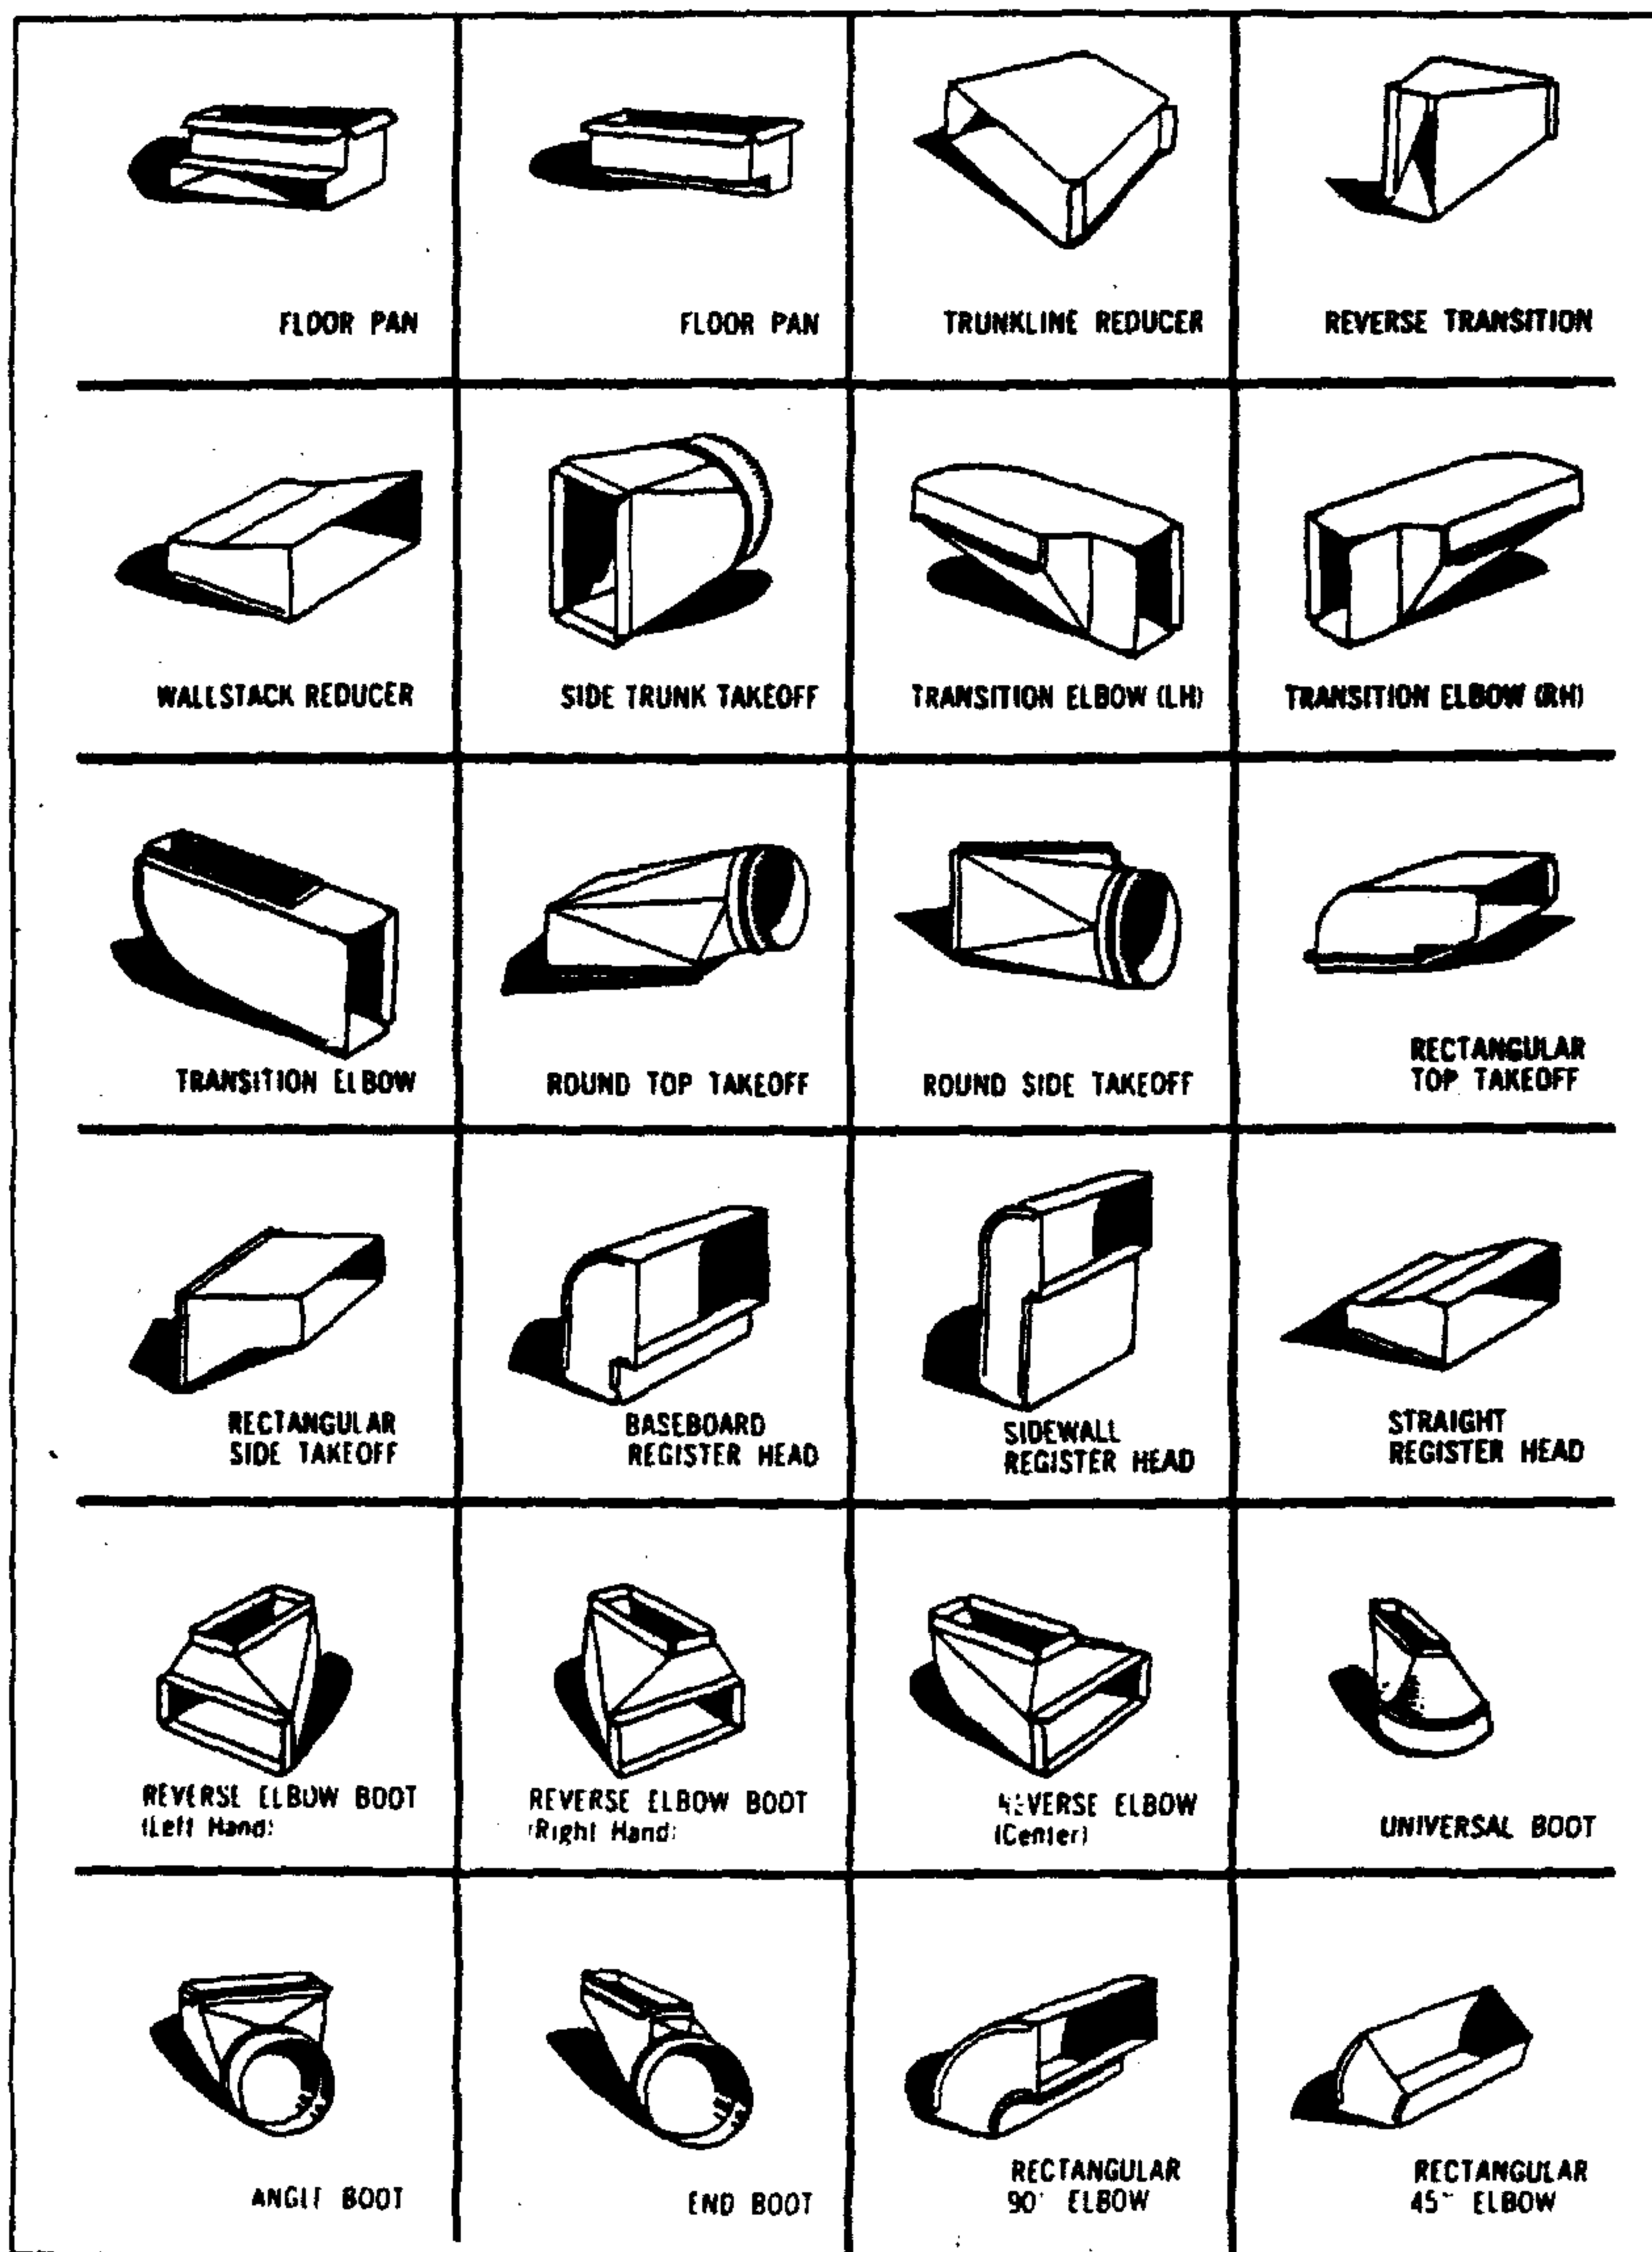 FLOOR PAN
FLOOR PAN
TRUNKLINE REDUCER
REVERSE TRANSITION
WALLSTACK REDUCER
SIDE TRUNK TAKEOFF
TRANSITION ELBOW (LH)
TRANSITION ELBOW (RH)
TRANSITION ELBOW
ROUND TOP TAKEOFF
ROUND SIDE TAKEOFF
RECTANGULAR
TOP TAKEOFF
RECTANGULAR
SIDE TAKEOFF
BASEBOARD
REGISTER HEAD
SIDEWALL
REGISTER HEAD
STRAIGHT
REGISTER HEAD
REVERSE ELBOW BOOT
(Left Hand)
REVERSE ELBOW BOOT
(Right Hand)
REVERSE ELBOW
(Center)
UNIVERSAL BOOT
ANGLE BOOT
END BOOT
RECTANGULAR
90° ELBOW
RECTANGULAR
45° ELBOW